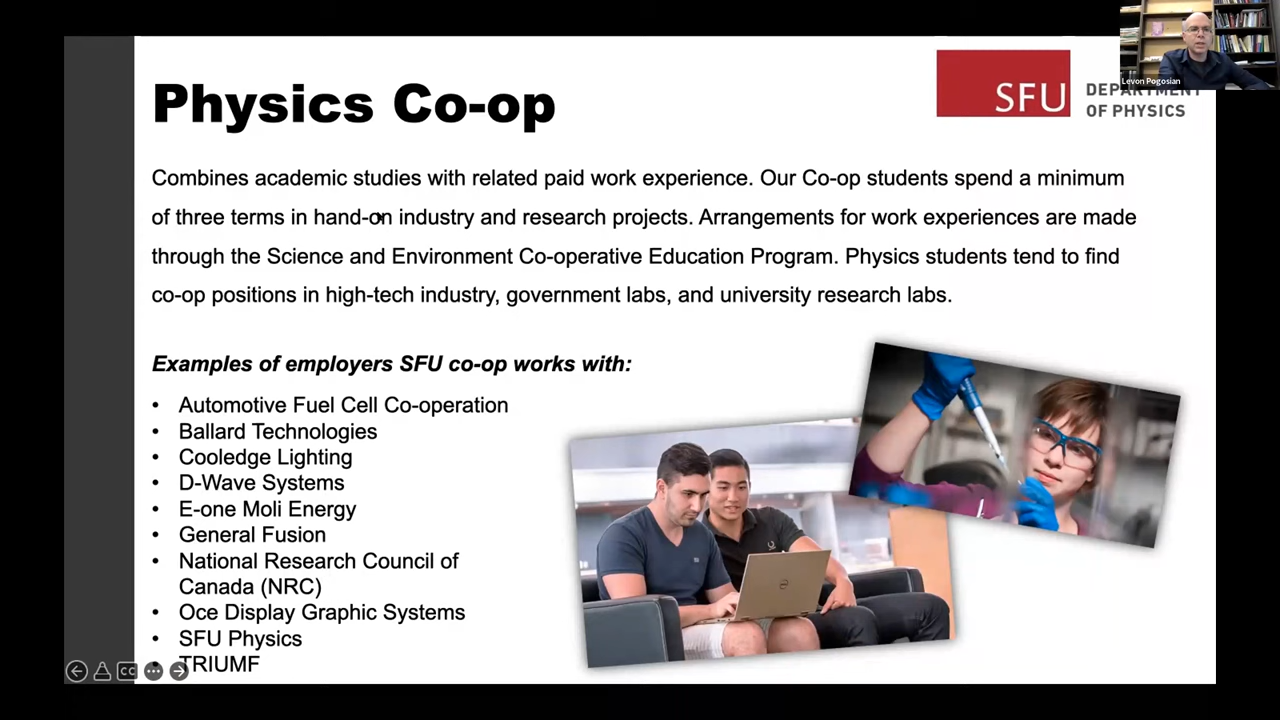 Physics Co-op
SFU
DEPARTMENT
OF PHYSICS
Levon Pogosian
Combines academic studies with related paid work experience. Our Co-op students spend a minimum
of three terms in hand-on industry and research projects. Arrangements for work experiences are made
through the Science and Environment Co-operative Education Program. Physics students tend to find
co-op positions in high-tech industry, government labs, and university research labs.
Examples of employers SFU co-op works with:
• Automotive Fuel Cell Co-operation
• Ballard Technologies
• Cooledge Lighting
• D-Wave Systems
• E-one Moli Energy
• General Fusion
• National Research Council of
Canada (NRC)
• Oce Display Graphic Systems
• SFU Physics
• TRIUMF
CC